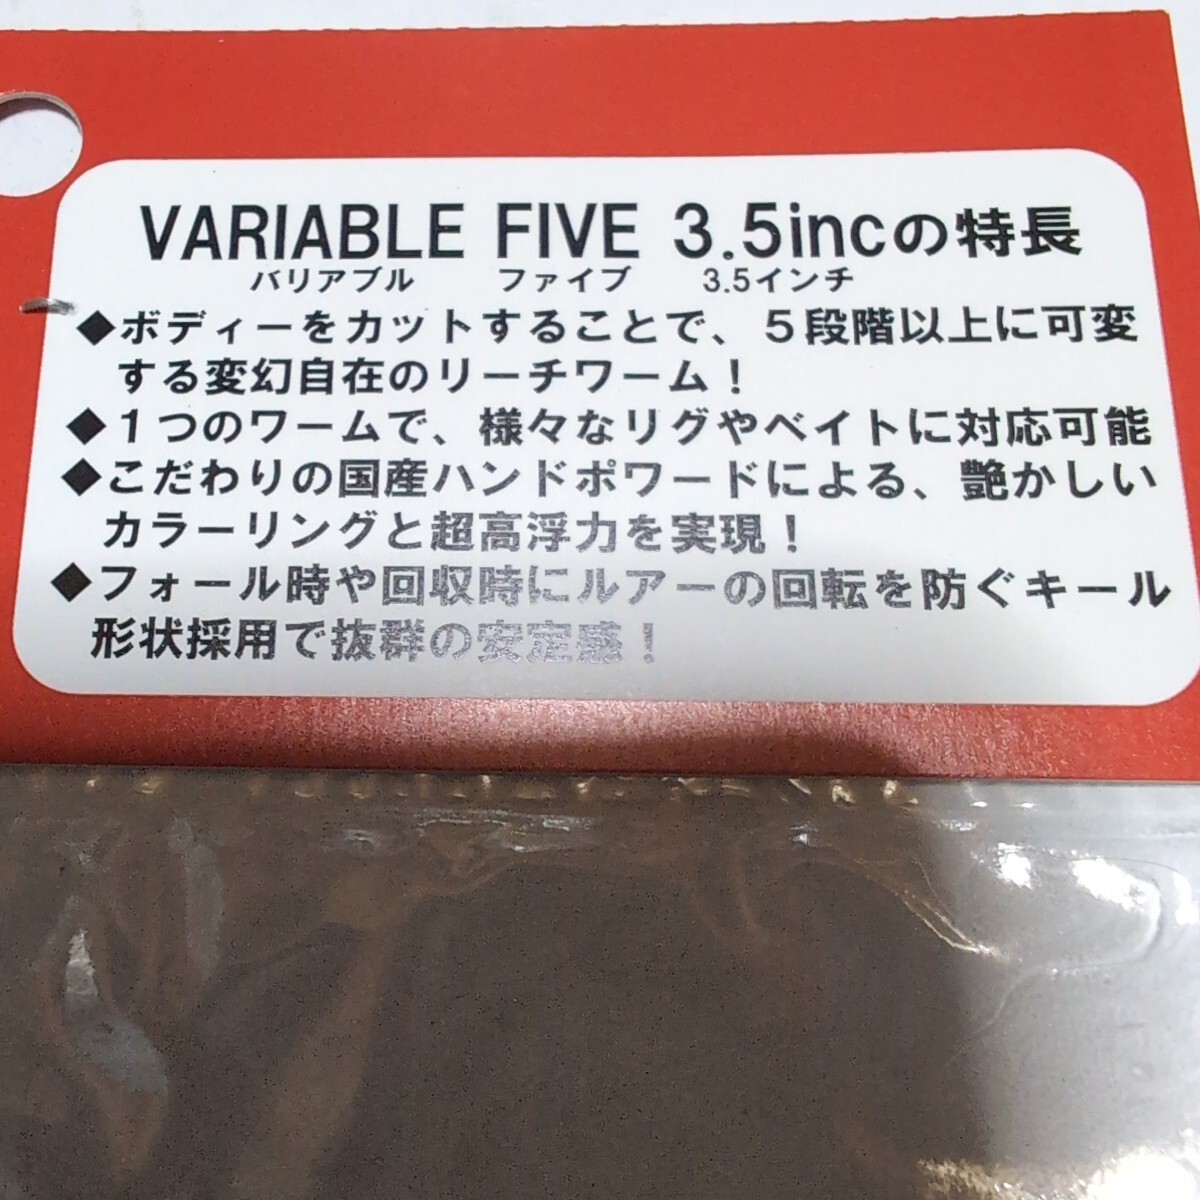 VARIABLE FIVE 3.5incの特長
バリアブル ファイブ 3.5インチ
◆ボディーをカットすることで、５段階以上に可変
する変幻自在のリーチワーム！
◆１つのワームで、様々なリグやベイトに対応可能
◆こだわりの国産ハンドポワードによる、艶かしい
カラーリングと超高浮力を実現！
◆フォール時や回収時にルアーの回転を防ぐキール
形状採用で抜群の安定感！